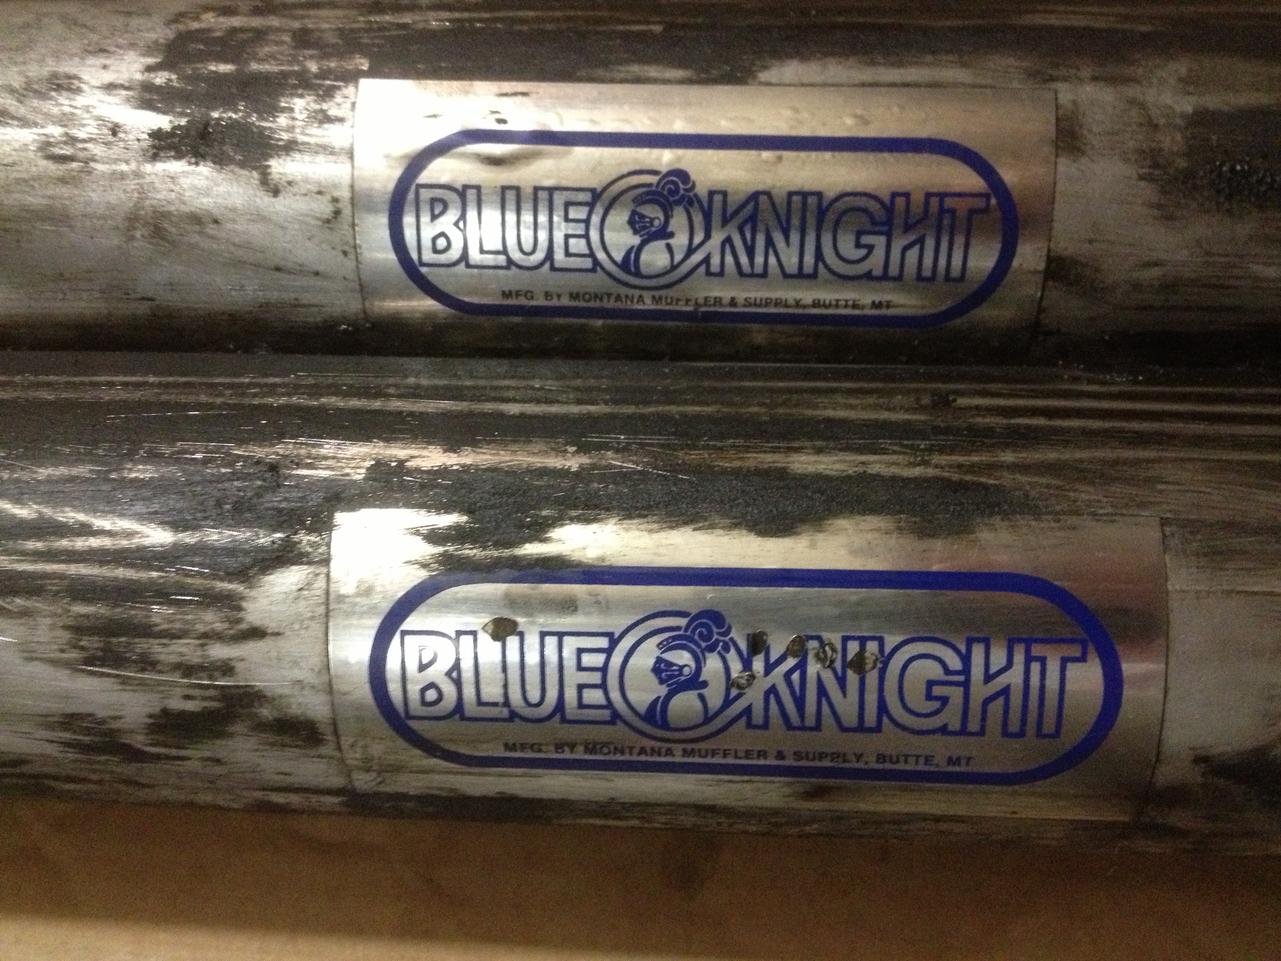 BLUE KNIGHT
MFG. BY MONTANA MUFFLER & SUPPLY, BUTTE, MT
BLUE KNIGHT
MFG. BY MONTANA MUFFLER & SUPPLY, BUTTE, MT